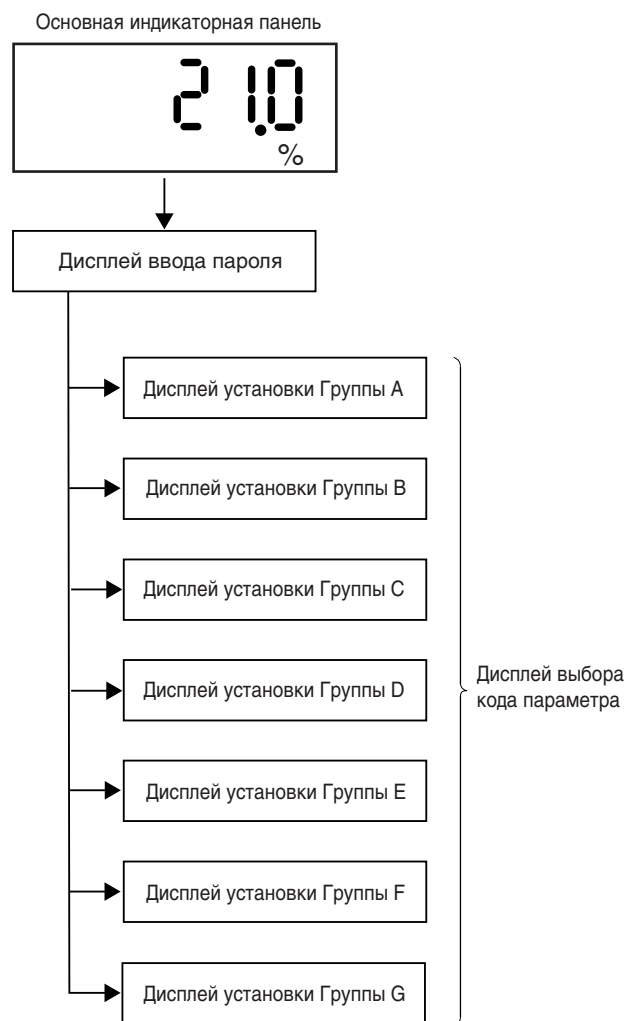 Основная индикаторная панель
21.0
%
Дисплей ввода пароля
Дисплей установки Группы A
Дисплей установки Группы B
Дисплей установки Группы C
Дисплей установки Группы D
Дисплей выбора
кода параметра
Дисплей установки Группы E
Дисплей установки Группы F
Дисплей установки Группы G